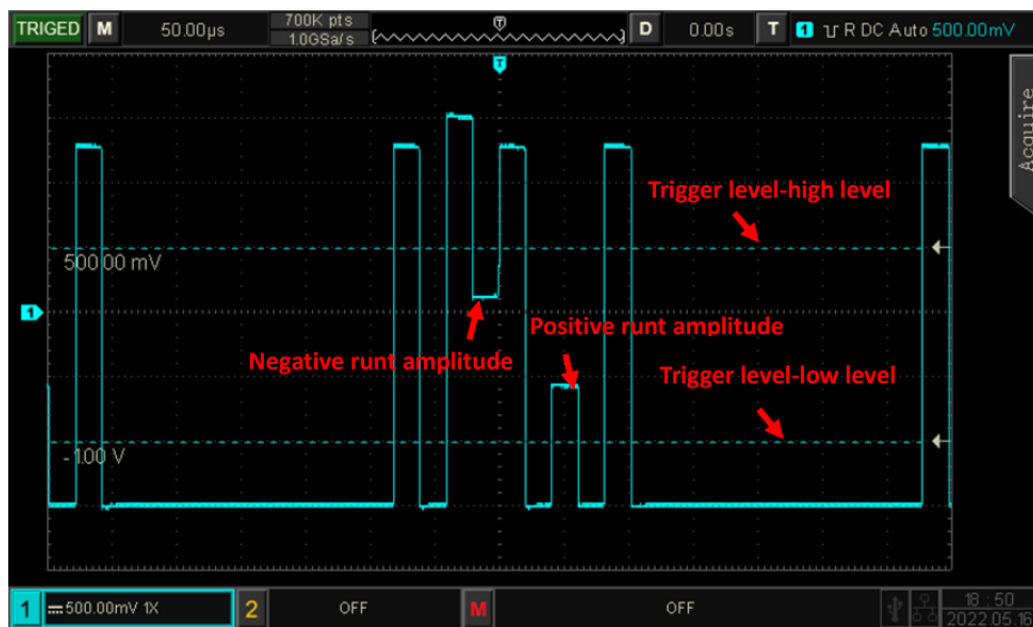 TRIGED M 50.00µs 700K pts 1.0GSa/s T D 0.00s T 1 R DC Auto 500.00mV
T
Acquire
Trigger level-high level
500.00 mV
1
Positive runt amplitude
Negative runt amplitude
Trigger level-low level
-1.00 V
1 500.00mV 1X 2 OFF M OFF 18:50
2022.05.16